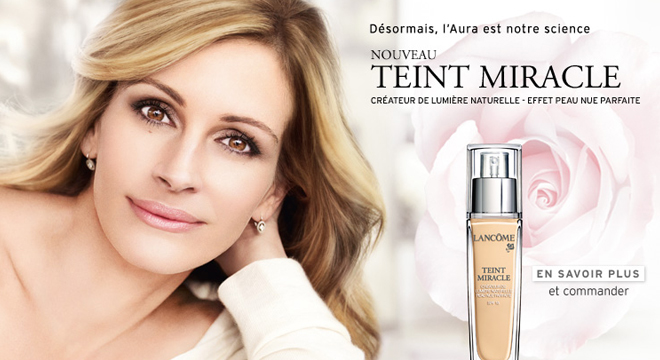 Désormais, l'Aura est notre science
NOUVEAU
TEINT MIRACLE
CRÉATEUR DE LUMIÈRE NATURELLE - EFFET PEAU NUE PARFAITE
LANCÔME
TEINT
MIRACLE
EN SAVOIR PLUS
et commander